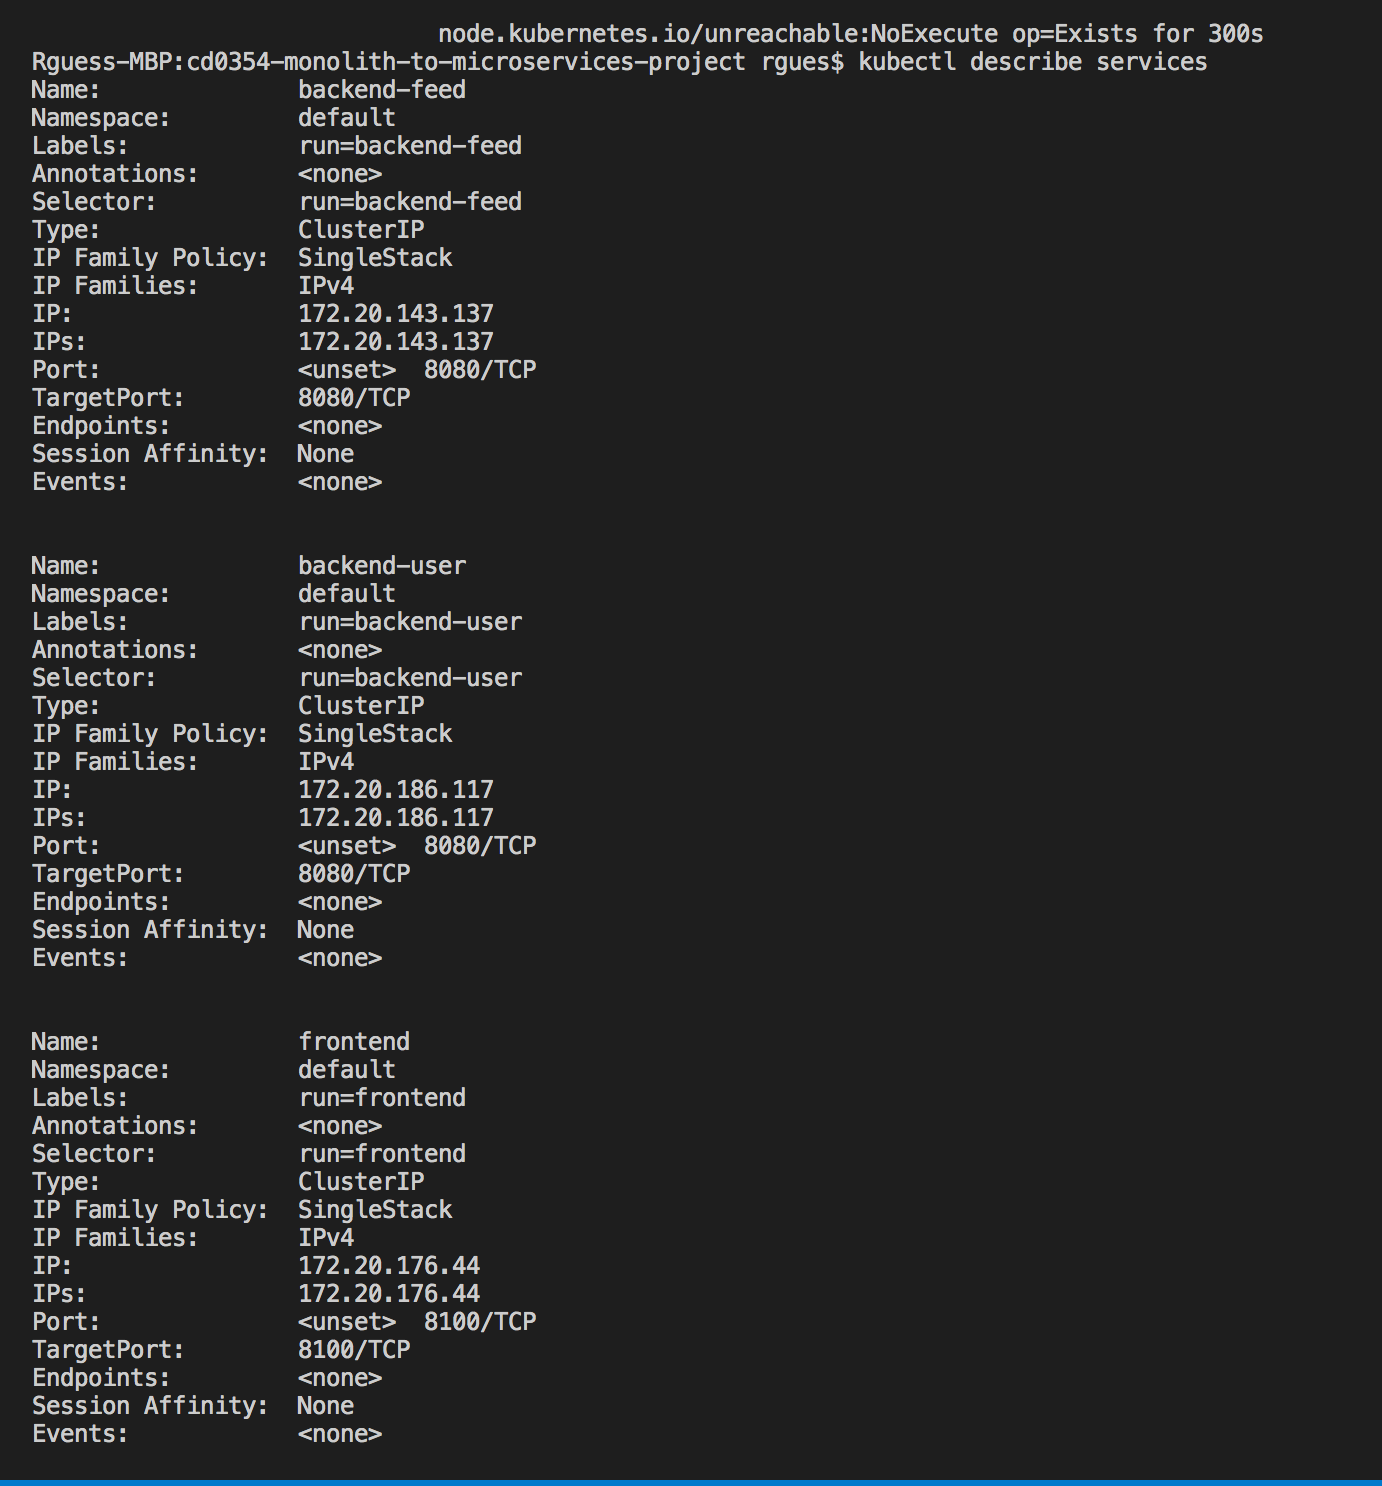 node.kubernetes.io/unreachable:NoExecute op=Exists for 300s
Rguess-MBP:cd0354-monolith-to-microservices-project rgues$ kubectl describe services
Name:              backend-feed
Namespace:         default
Labels:            run=backend-feed
Annotations:       <none>
Selector:          run=backend-feed
Type:              ClusterIP
IP Family Policy:  SingleStack
IP Families:       IPv4
IP:                172.20.143.137
IPs:               172.20.143.137
Port:              <unset>  8080/TCP
TargetPort:        8080/TCP
Endpoints:         <none>
Session Affinity:  None
Events:            <none>
Name:              backend-user
Namespace:         default
Labels:            run=backend-user
Annotations:       <none>
Selector:          run=backend-user
Type:              ClusterIP
IP Family Policy:  SingleStack
IP Families:       IPv4
IP:                172.20.186.117
IPs:               172.20.186.117
Port:              <unset>  8080/TCP
TargetPort:        8080/TCP
Endpoints:         <none>
Session Affinity:  None
Events:            <none>
Name:              frontend
Namespace:         default
Labels:            run=frontend
Annotations:       <none>
Selector:          run=frontend
Type:              ClusterIP
IP Family Policy:  SingleStack
IP Families:       IPv4
IP:                172.20.176.44
IPs:               172.20.176.44
Port:              <unset>  8100/TCP
TargetPort:        8100/TCP
Endpoints:         <none>
Session Affinity:  None
Events:            <none>